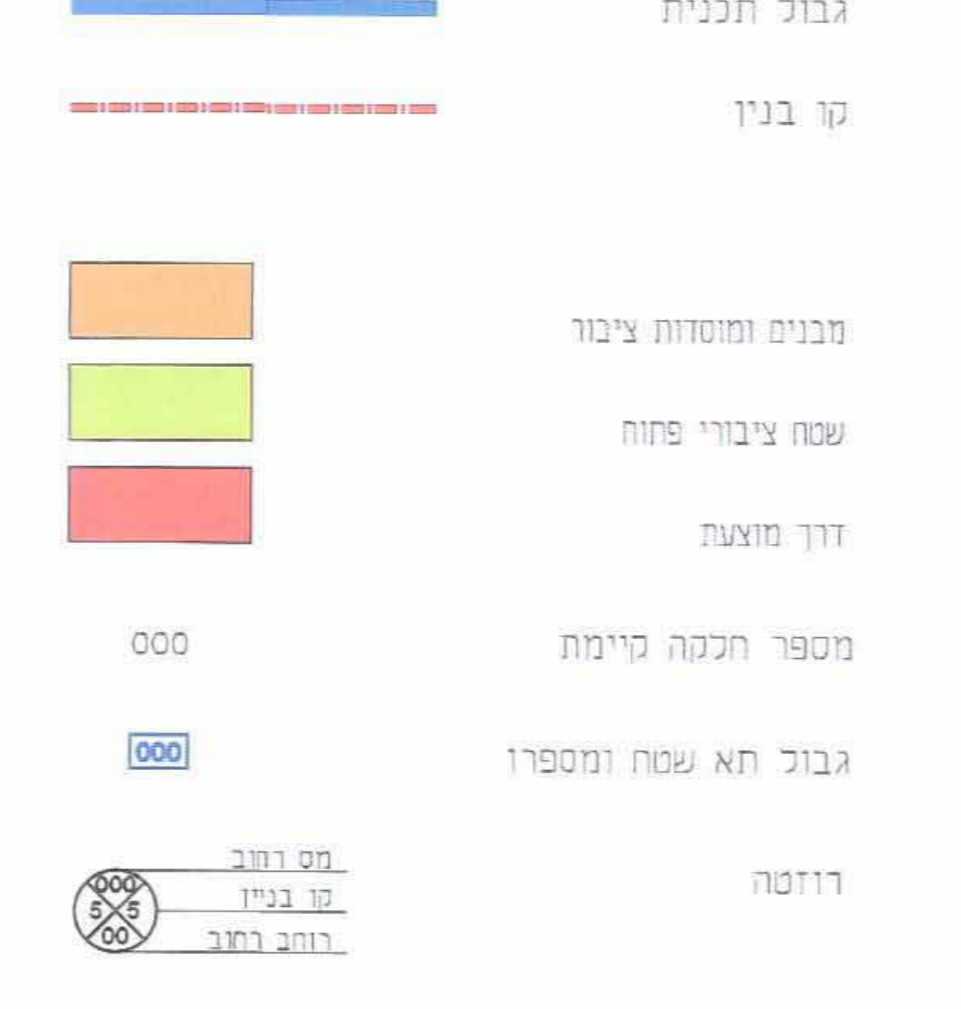 גבול תכנית
קו בנין
מבנים ומוסדות ציבור
שטח ציבורי פתוח
דרך מוצעת
מספר חלקה קיימת
000
גבול תא שטח ומספרו
000
רוזטה
מס רחוב
000
קו בניין
5 5
רוחב רחוב
00